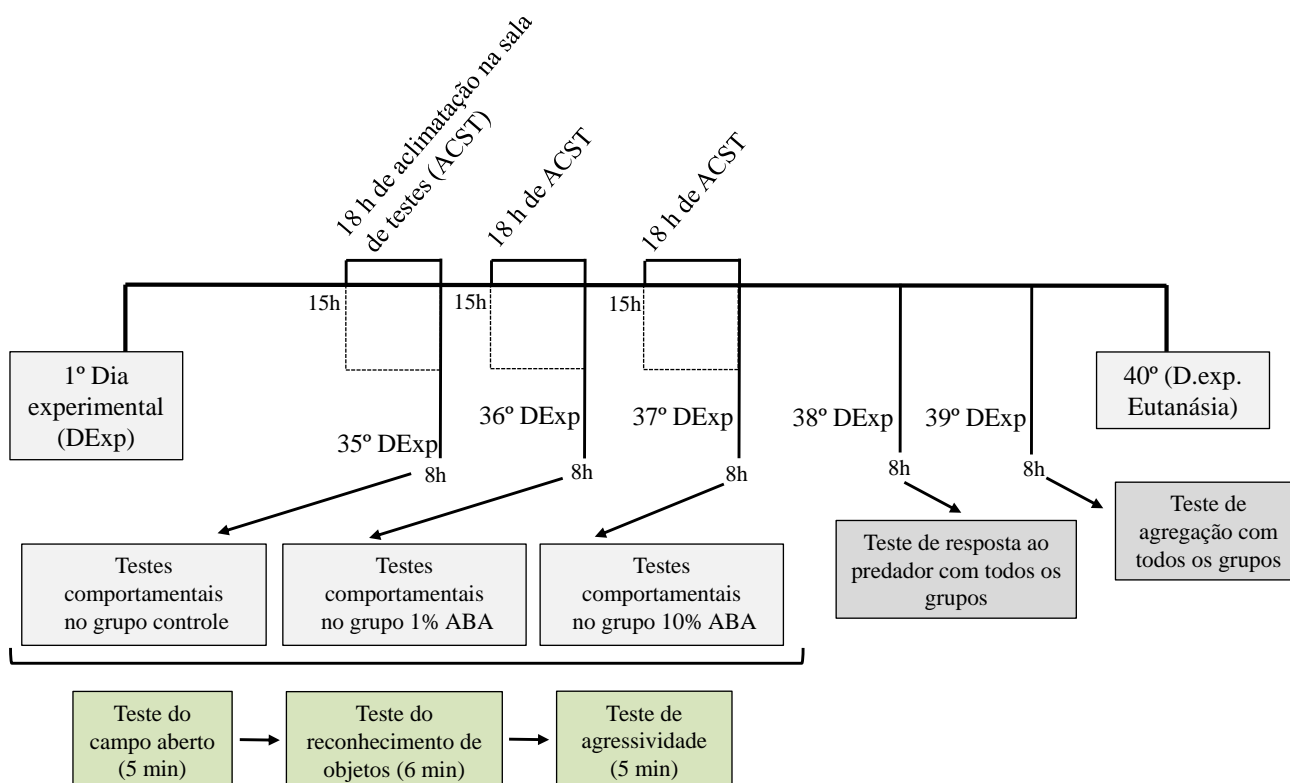 18 h de aclimatação na sala
de testes (ACST)
18 h de ACST
18 h de ACST
15h
15h
15h
1º Dia
experimental
(DExp)
35º DExp
8h
36º DExp
8h
37º DExp
8h
38º DExp
8h
39º DExp
8h
40º (D.exp.
Eutanásia)
Testes
comportamentais
no grupo controle
Testes
comportamentais
no grupo 1% ABA
Testes
comportamentais
no grupo 10% ABA
Teste de resposta ao
predador com todos os
grupos
Teste de
agregação com
todos os grupos
Teste do
campo aberto
(5 min)
Teste do
reconhecimento de
objetos (6 min)
Teste de
agressividade
(5 min)